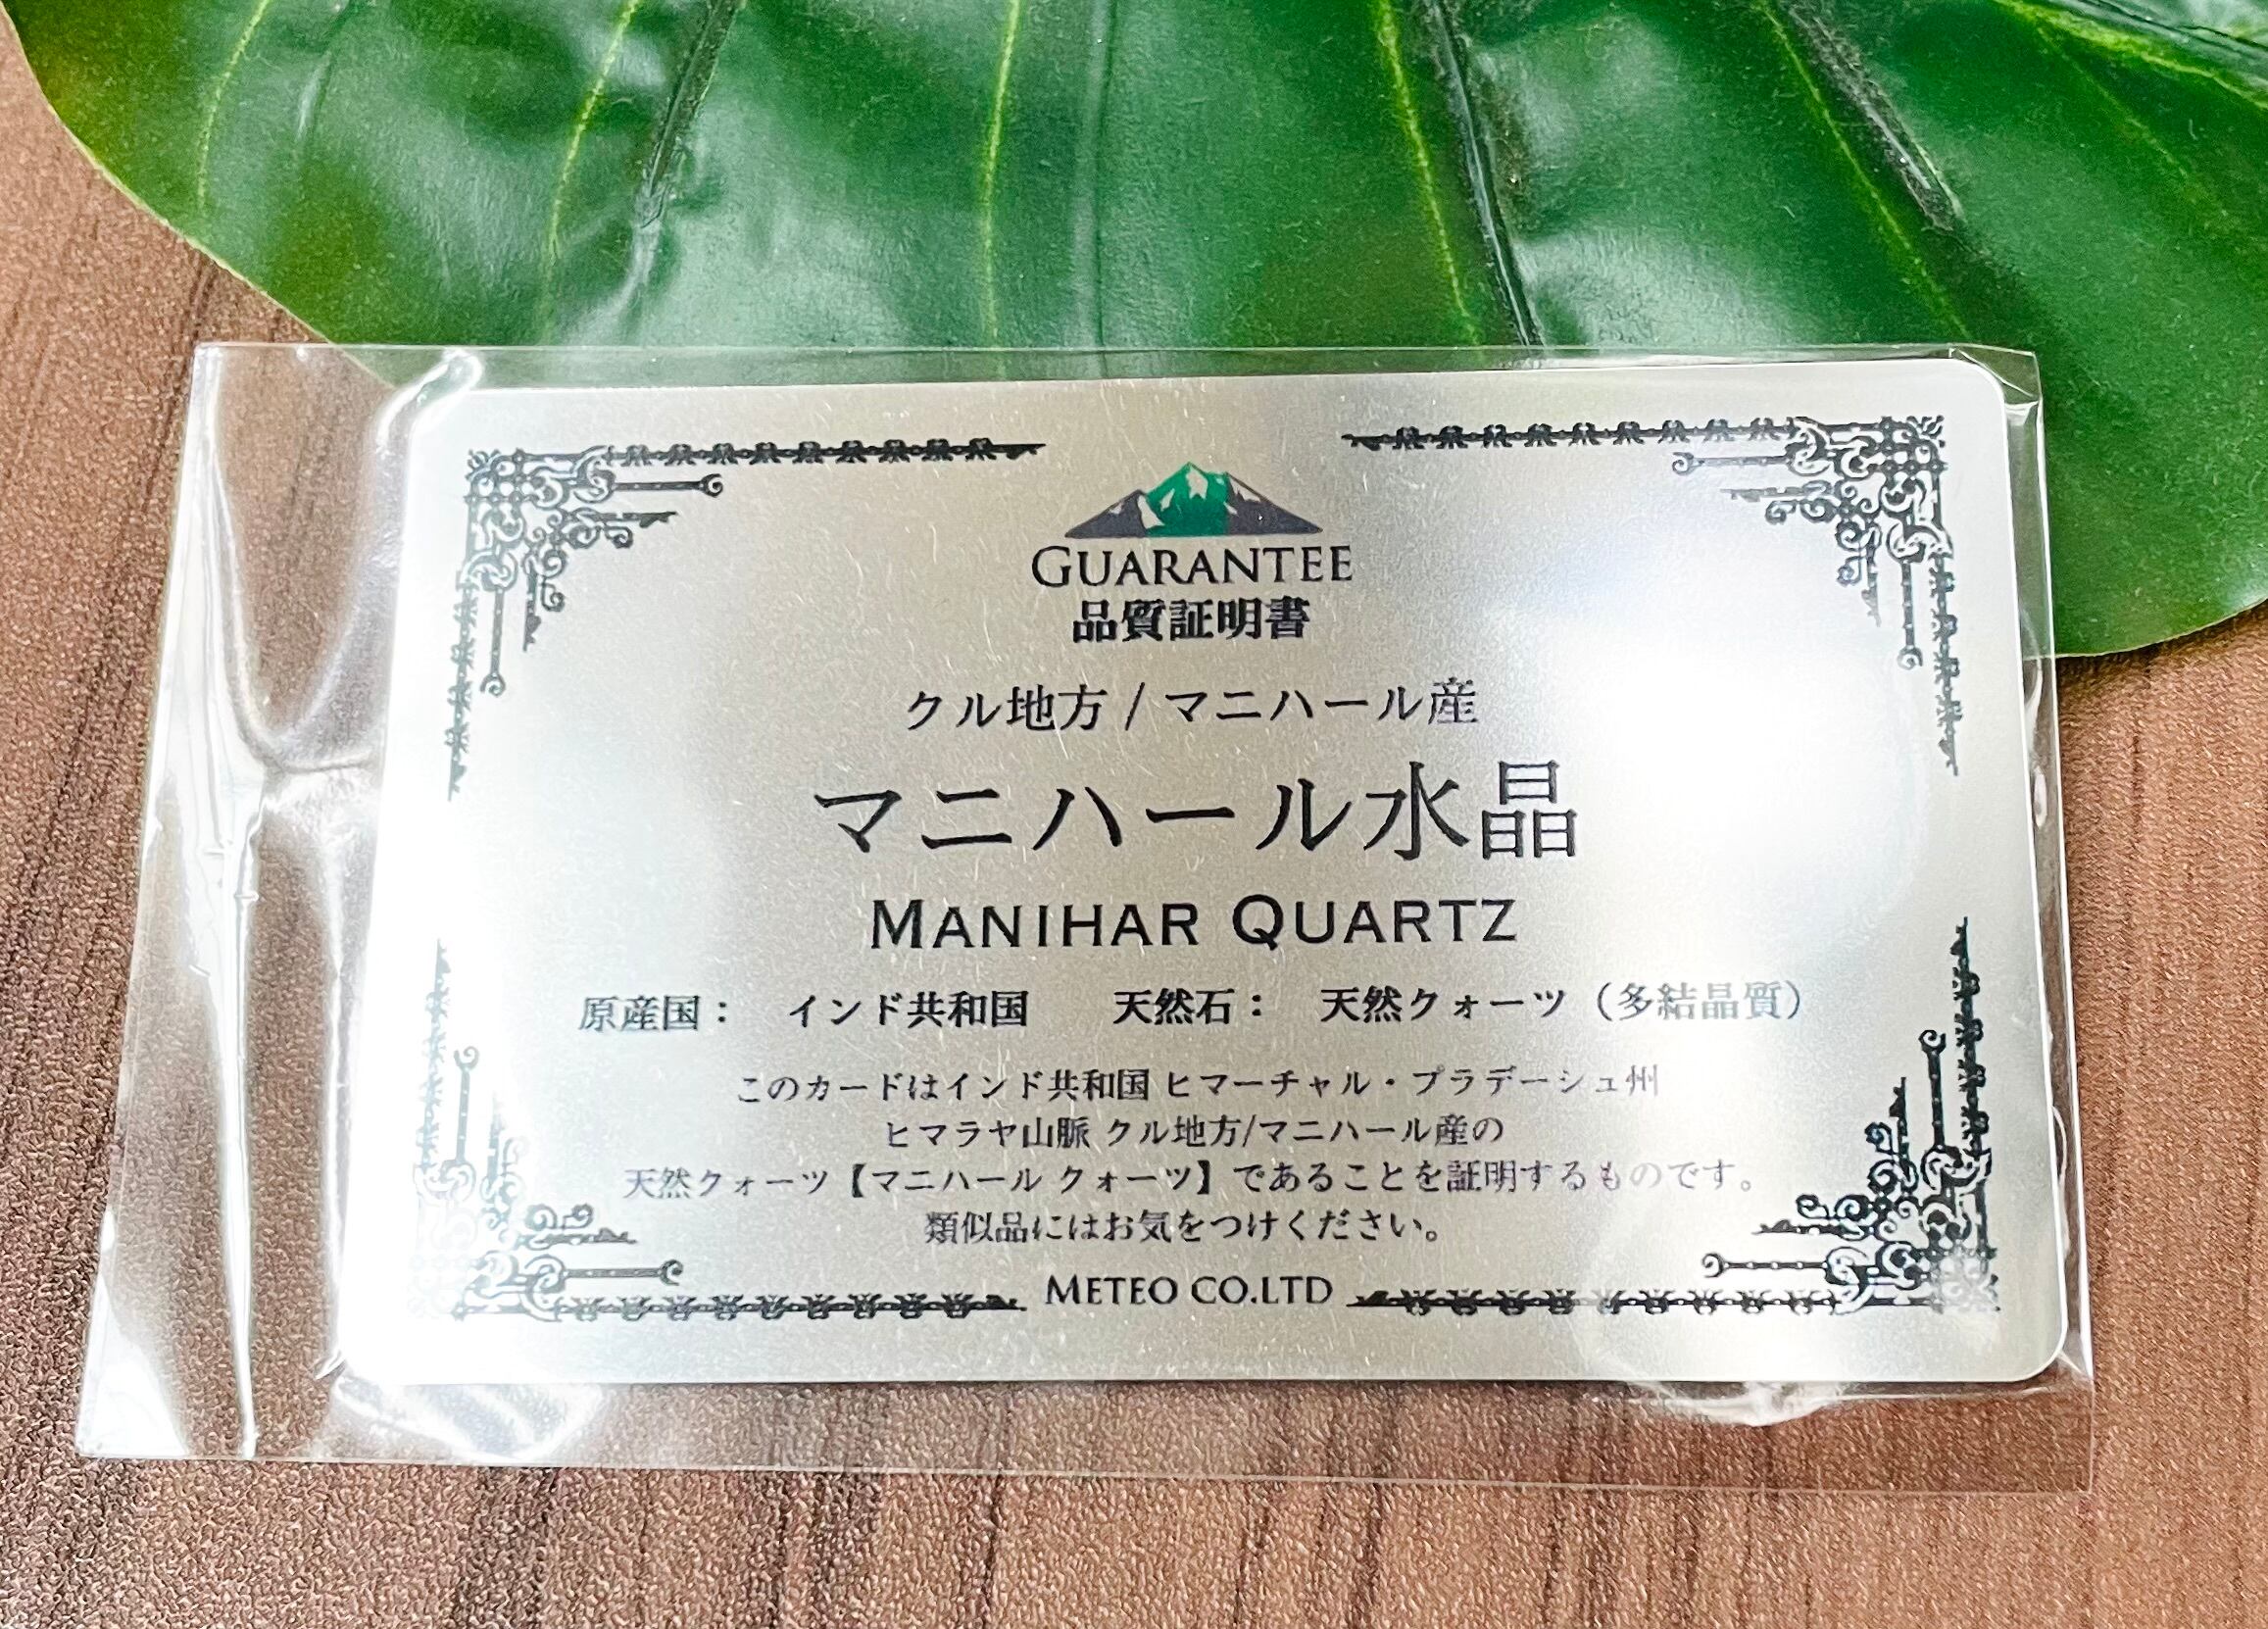 GUARANTEE
品質証明書
クル地方 / マニハール産
マニハール水晶
MANIHAR QUARTZ
原産国： インド共和国 天然石： 天然クォーツ（多結晶質）
このカードはインド共和国 ヒマーチャル・プラデーシュ州
ヒマラヤ山脈 クル地方/マニハール産の
天然クォーツ【マニハール クォーツ】であることを証明するものです。
類似品にはお気をつけください。
METEO CO.LTD